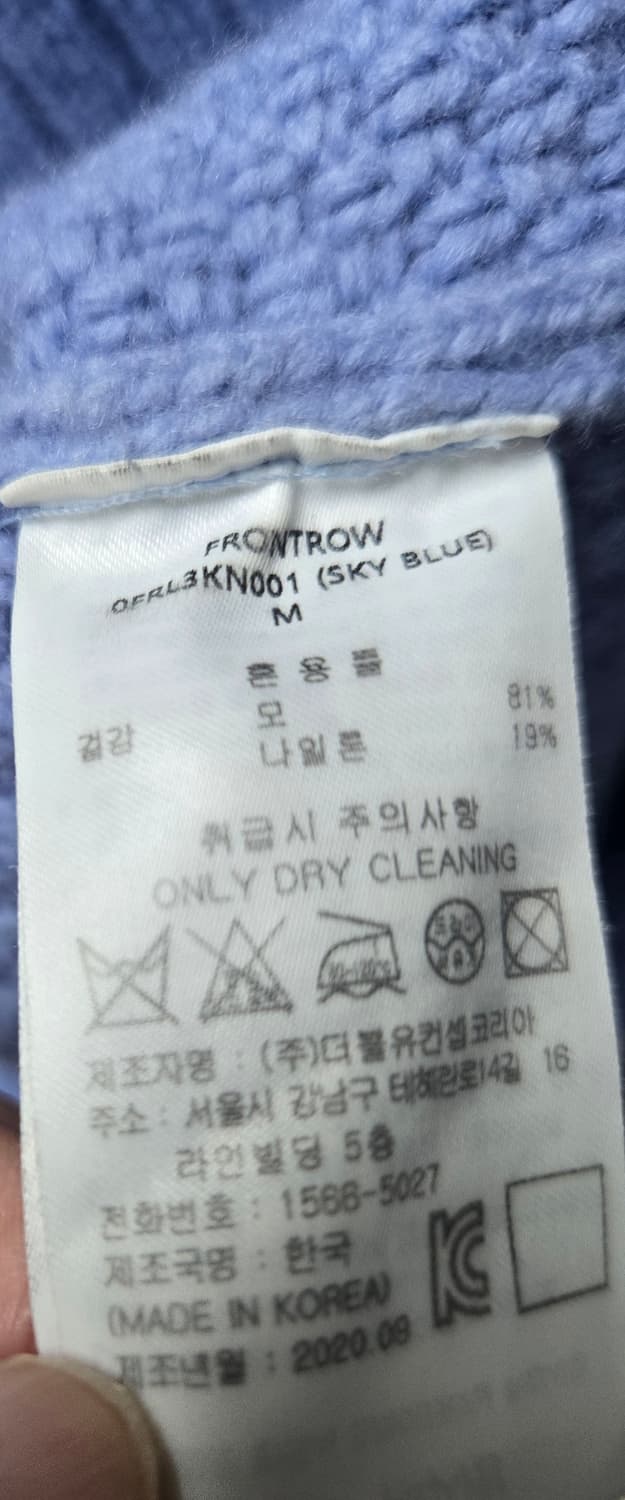 FRONTROW
OFRL3KN001 (SKY BLUE)
M
혼 용 률
겉감 모 81%
나일론 19%
취급시 주의사항
ONLY DRY CLEANING
제조자명 : (주)더블유컨셉코리아
주소 : 서울시 강남구 테헤란로14길 16
라인빌딩 5층
전화번호 : 1566-5027
제조국명 : 한국
(MADE IN KOREA)
제조년월 : 2020.09